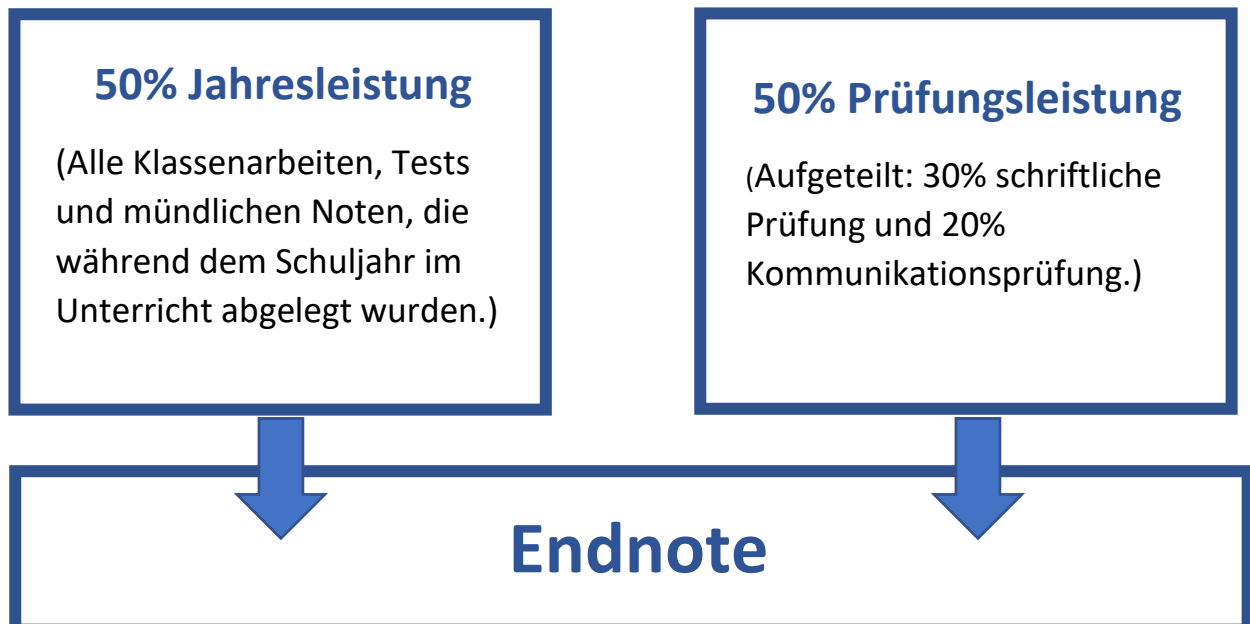 50% Jahresleistung
(Alle Klassenarbeiten, Tests
und mündlichen Noten, die
während dem Schuljahr im
Unterricht abgelegt wurden.)
50% Prüfungsleistung
(Aufgeteilt: 30% schriftliche
Prüfung und 20%
Kommunikationsprüfung.)
Endnote